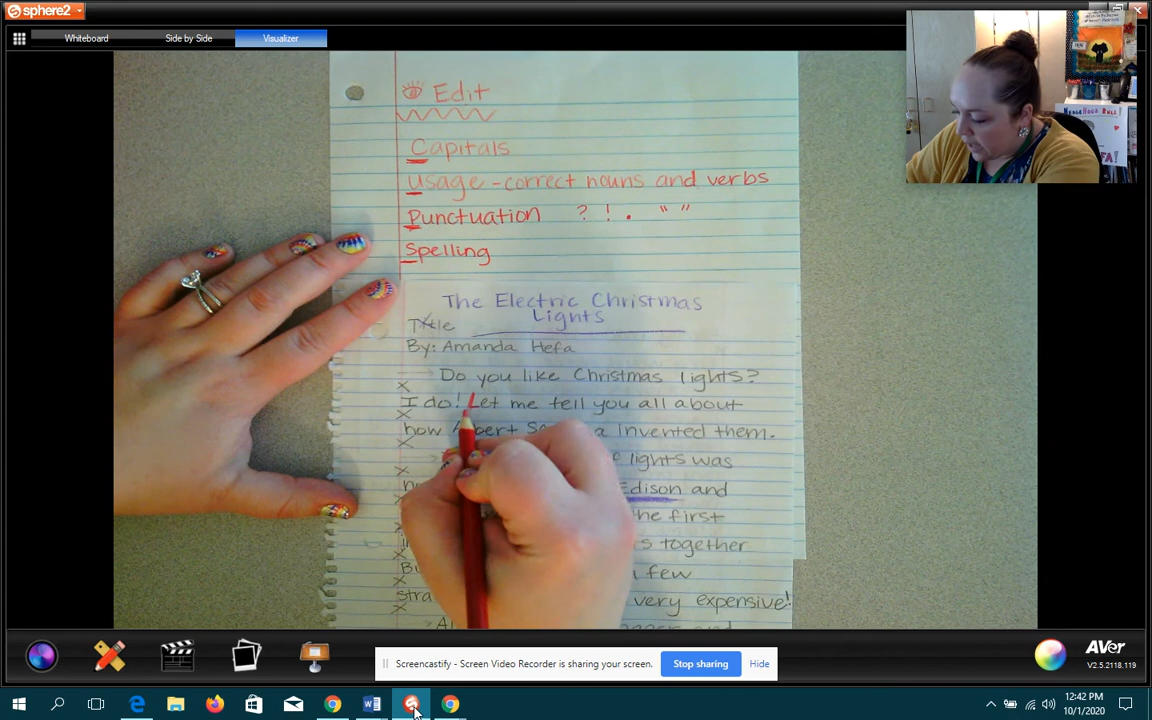 sphere2
Whiteboard
Side by Side
Visualizer
Edit
Capitals
Usage - correct nouns and verbs
Punctuation ? ! . " "
Spelling
The Electric Christmas
Lights
Title
By: Amanda Hefa
Do you like Christmas lights?
I do! Let me tell you all about
how a invented them.
lights was
Edison and
the first
together
few
very expensive!
Screencastify - Screen Video Recorder is sharing your screen.
Stop sharing
Hide
AVer
V2.5.2118.119
12:42 PM
10/1/2020